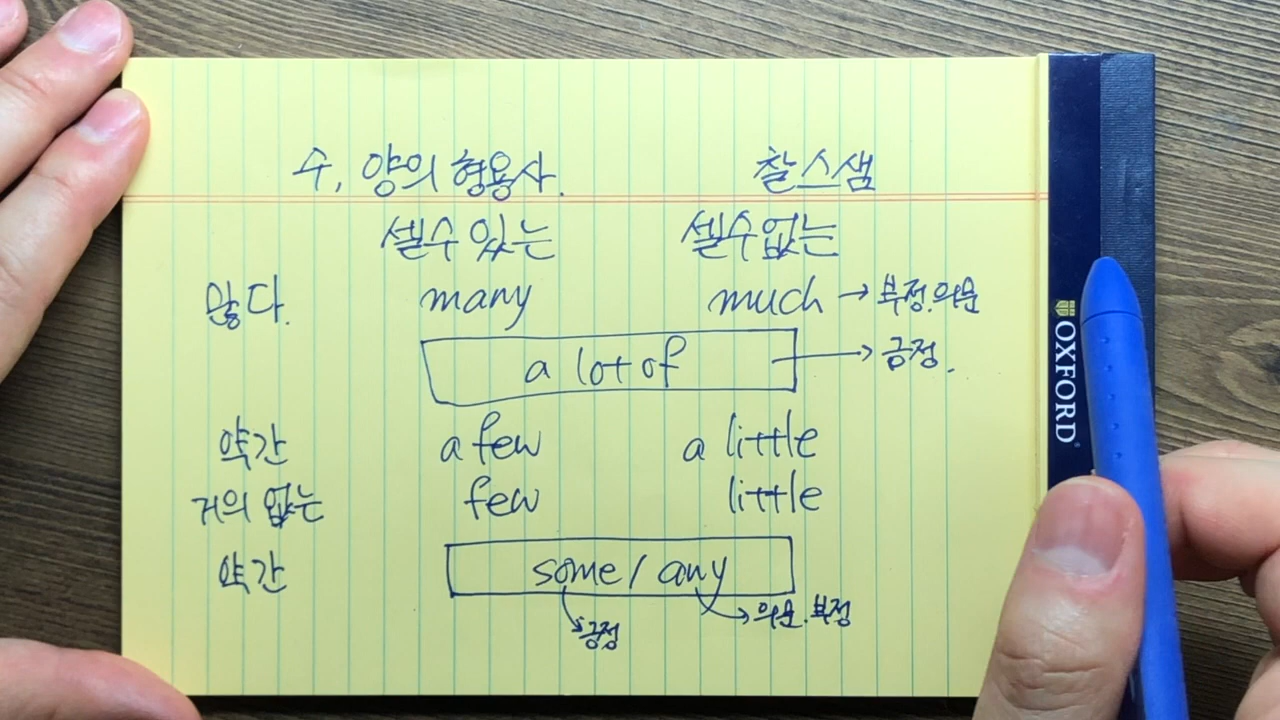 수, 양의 형용사. 찰스샘
셀수 있는 셀수 없는
많다. many much → 부정.의문
a lot of → 긍정.
약간 a few a little
거의 없는 few little
약간 some / any
긍정 → 의문.부정
OXFORD